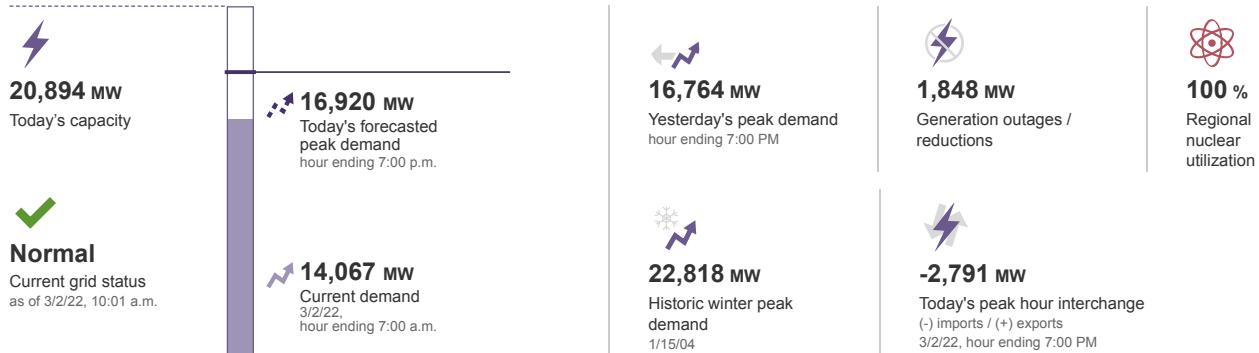 20,894 MW
Today's capacity
Normal
Current grid status
as of 3/2/22, 10:01 a.m.
16,920 MW
Today's forecasted
peak demand
hour ending 7:00 p.m.
14,067 MW
Current demand
3/2/22,
hour ending 7:00 a.m.
16,764 MW
Yesterday's peak demand
hour ending 7:00 PM
1,848 MW
Generation outages /
reductions
100 %
Regional
nuclear
utilization
22,818 MW
Historic winter peak
demand
1/15/04
-2,791 MW
Today's peak hour interchange
(-) imports / (+) exports
3/2/22, hour ending 7:00 PM